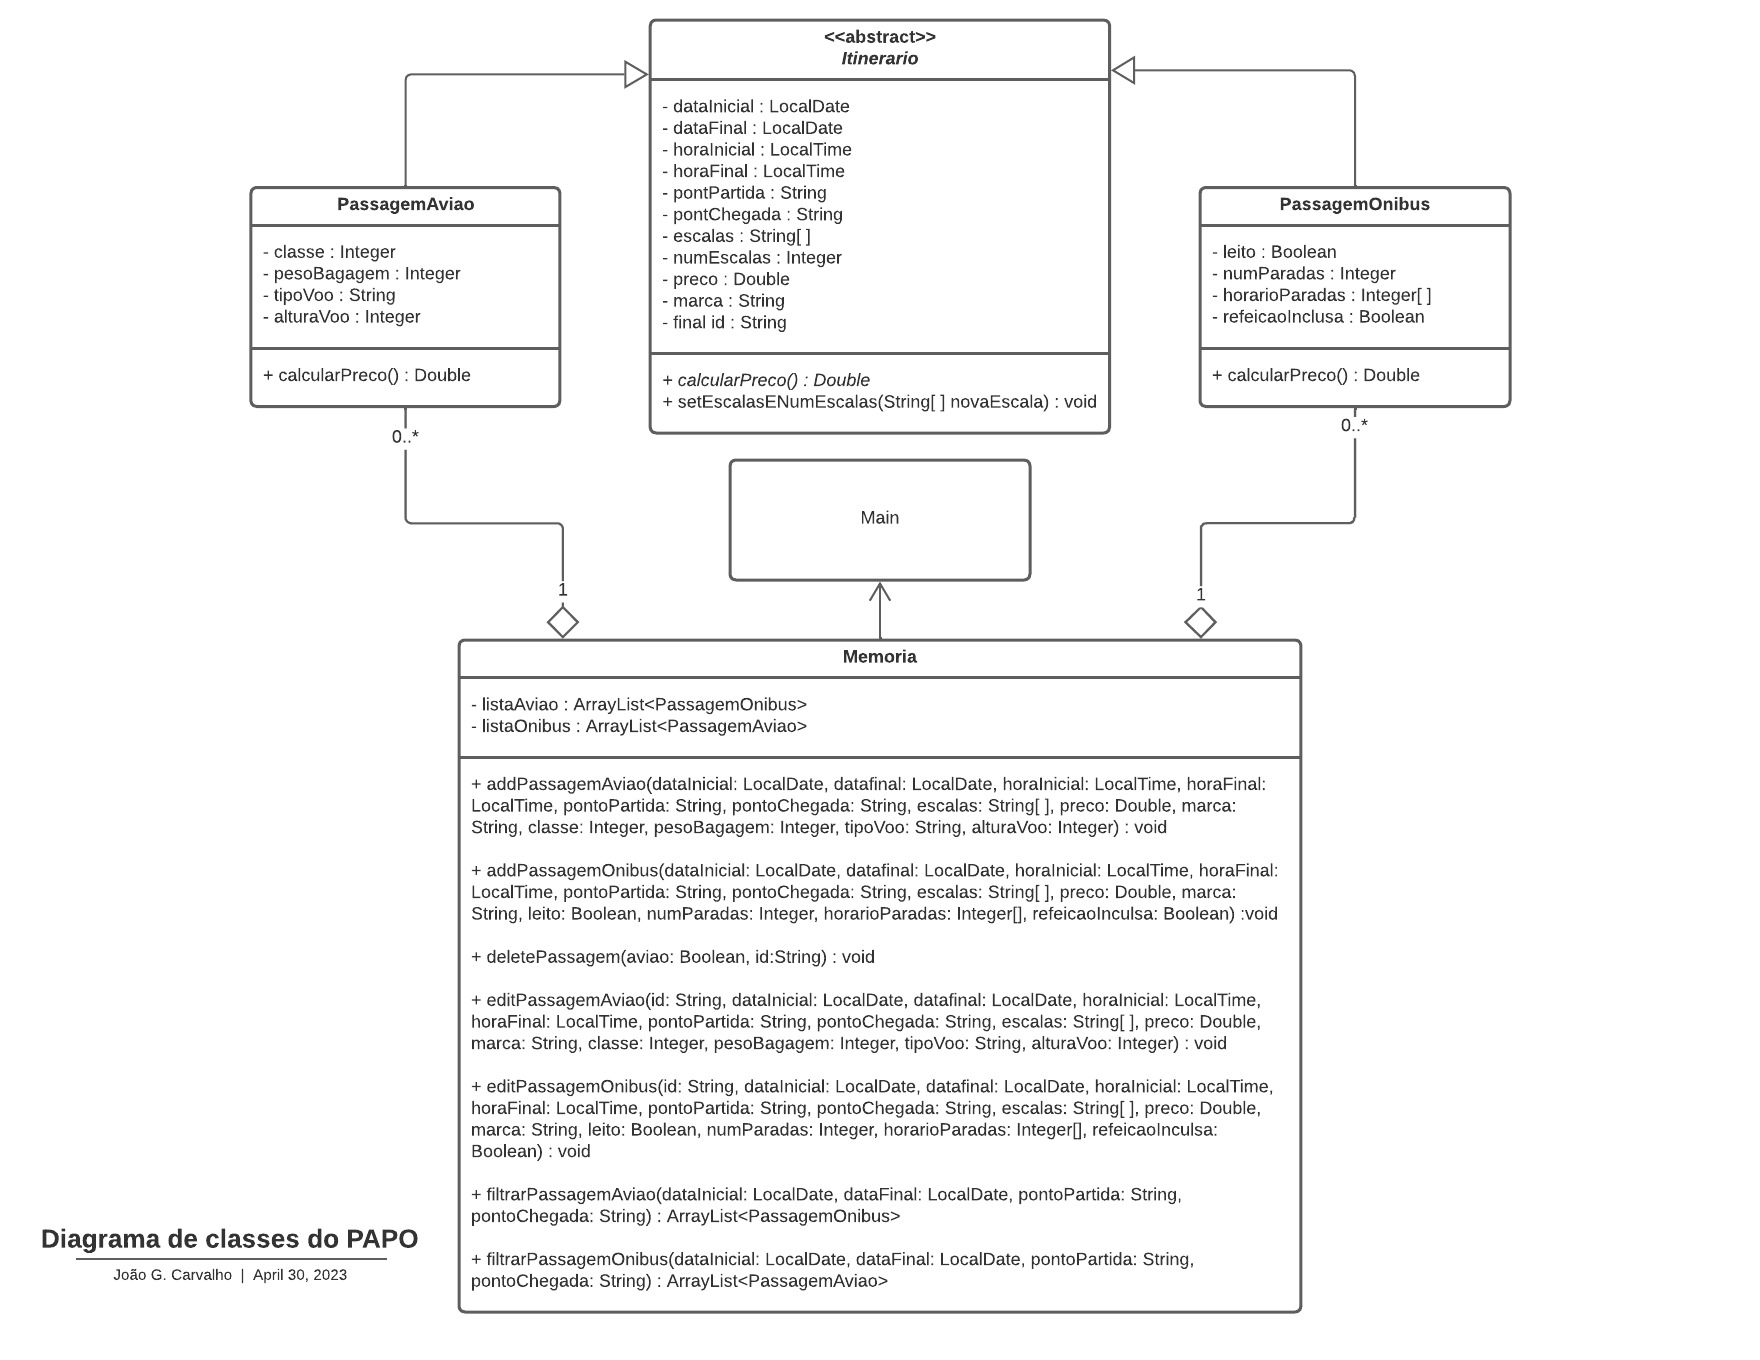 <<abstract>>
Itinerario
- dataInicial : LocalDate
- dataFinal : LocalDate
- horaInicial : LocalTime
- horaFinal : LocalTime
- pontPartida : String
- pontChegada : String
- escalas : String[ ]
- numEscalas : Integer
- preco : Double
- marca : String
- final id : String
+ calcularPreco() : Double
+ setEscalasENumEscalas(String[ ] novaEscala) : void
PassagemAviao
- classe : Integer
- pesoBagagem : Integer
- tipoVoo : String
- alturaVoo : Integer
+ calcularPreco() : Double
PassagemOnibus
- leito : Boolean
- numParadas : Integer
- horarioParadas : Integer[ ]
- refeicaoInclusa : Boolean
+ calcularPreco() : Double
0..*
0..*
Main
1
1
Memoria
- listaAviao : ArrayList<PassagemOnibus>
- listaOnibus : ArrayList<PassagemAviao>
+ addPassagemAviao(dataInicial: LocalDate, datafinal: LocalDate, horaInicial: LocalTime, horaFinal:
LocalTime, pontoPartida: String, pontoChegada: String, escalas: String[ ], preco: Double, marca:
String, classe: Integer, pesoBagagem: Integer, tipoVoo: String, alturaVoo: Integer) : void
+ addPassagemOnibus(dataInicial: LocalDate, datafinal: LocalDate, horaInicial: LocalTime, horaFinal:
LocalTime, pontoPartida: String, pontoChegada: String, escalas: String[ ], preco: Double, marca:
String, leito: Boolean, numParadas: Integer, horarioParadas: Integer[], refeicaoInculsa: Boolean) :void
+ deletePassagem(aviao: Boolean, id:String) : void
+ editPassagemAviao(id: String, dataInicial: LocalDate, datafinal: LocalDate, horaInicial: LocalTime,
horaFinal: LocalTime, pontoPartida: String, pontoChegada: String, escalas: String[ ], preco: Double,
marca: String, classe: Integer, pesoBagagem: Integer, tipoVoo: String, alturaVoo: Integer) : void
+ editPassagemOnibus(id: String, dataInicial: LocalDate, datafinal: LocalDate, horaInicial: LocalTime,
horaFinal: LocalTime, pontoPartida: String, pontoChegada: String, escalas: String[ ], preco: Double,
marca: String, leito: Boolean, numParadas: Integer, horarioParadas: Integer[], refeicaoInculsa:
Boolean) : void
+ filtrarPassagemAviao(dataInicial: LocalDate, dataFinal: LocalDate, pontoPartida: String,
pontoChegada: String) : ArrayList<PassagemOnibus>
+ filtrarPassagemOnibus(dataInicial: LocalDate, dataFinal: LocalDate, pontoPartida: String,
pontoChegada: String) : ArrayList<PassagemAviao>
Diagrama de classes do PAPO
João G. Carvalho | April 30, 2023